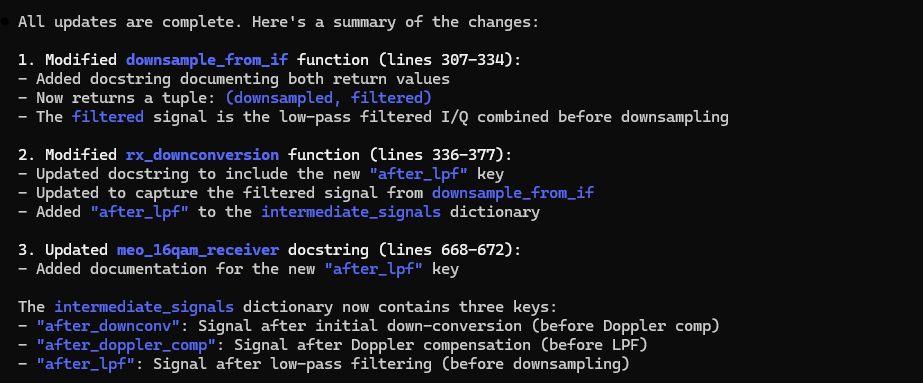 ● All updates are complete. Here's a summary of the changes:
1. Modified downsample_from_if function (lines 307-334):
- Added docstring documenting both return values
- Now returns a tuple: (downsampled, filtered)
- The filtered signal is the low-pass filtered I/Q combined before downsampling
2. Modified rx_downconversion function (lines 336-377):
- Updated docstring to include the new "after_lpf" key
- Updated to capture the filtered signal from downsample_from_if
- Added "after_lpf" to the intermediate_signals dictionary
3. Updated meo_16qam_receiver docstring (lines 668-672):
- Added documentation for the new "after_lpf" key
The intermediate_signals dictionary now contains three keys:
- "after_downconv": Signal after initial down-conversion (before Doppler comp)
- "after_doppler_comp": Signal after Doppler compensation (before LPF)
- "after_lpf": Signal after low-pass filtering (before downsampling)